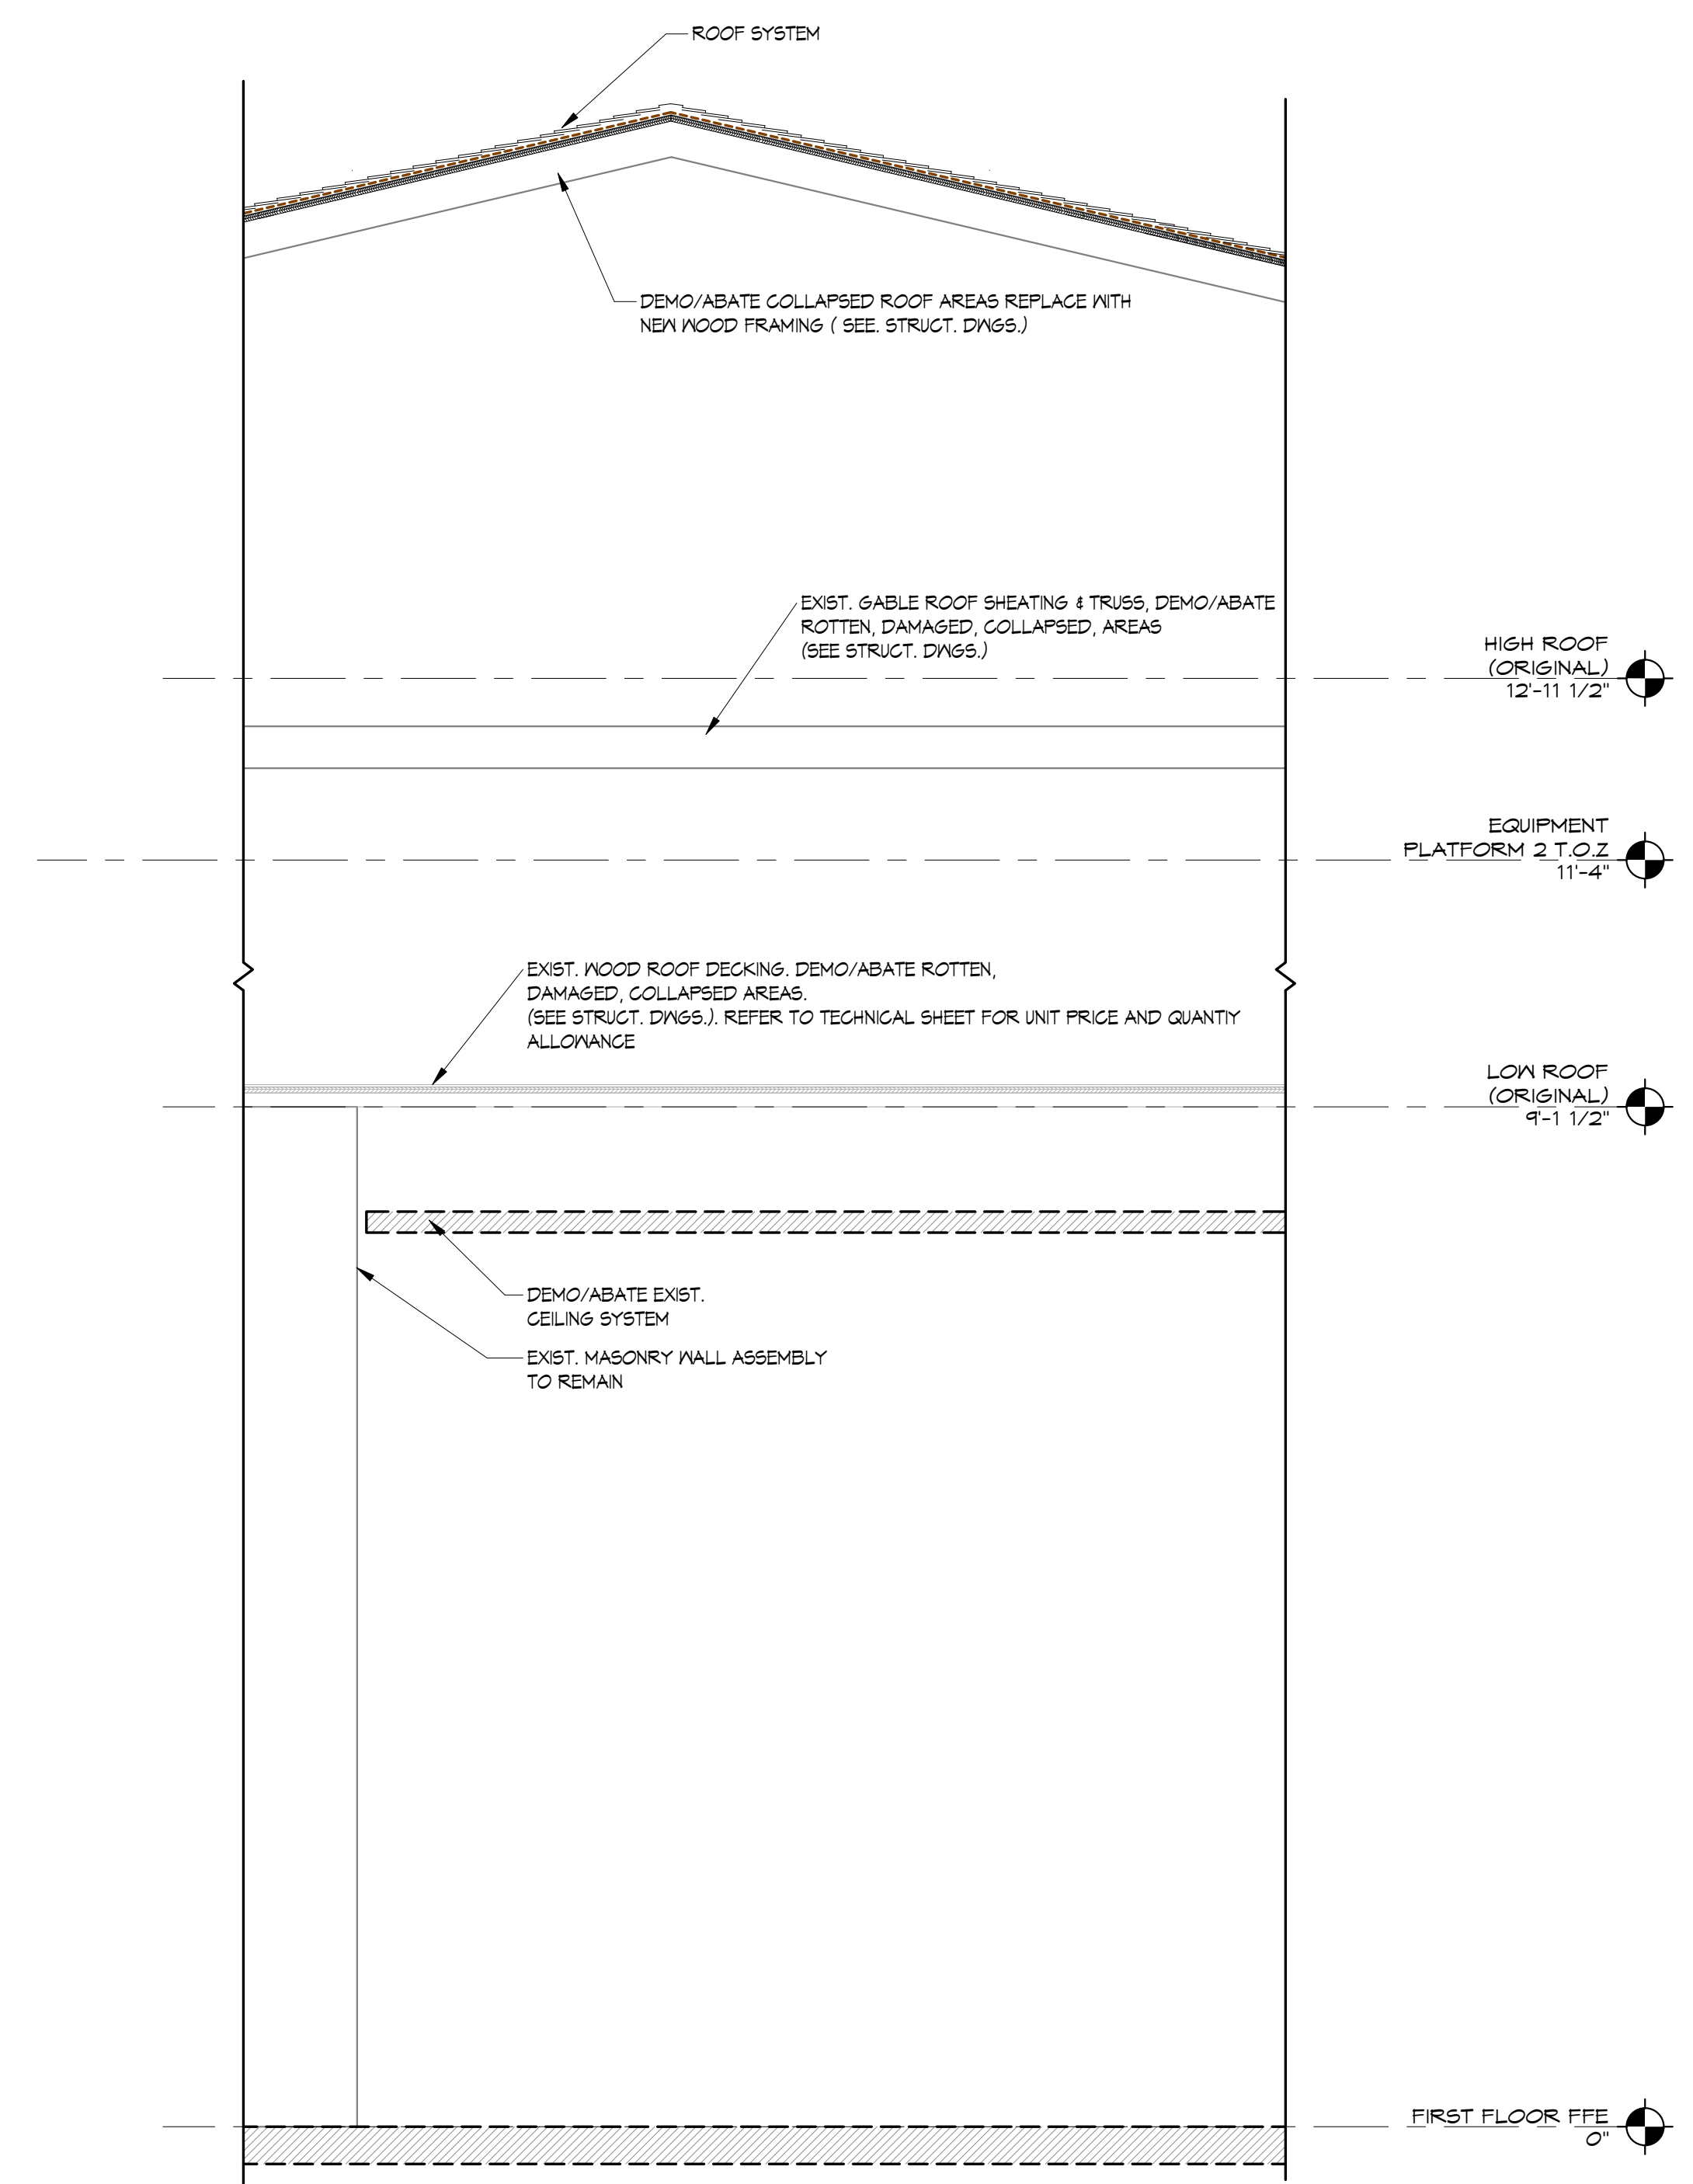 ROOF SYSTEM
DEMO/ABATE COLLAPSED ROOF AREAS REPLACE WITH
NEW WOOD FRAMING ( SEE. STRUCT. DWGS.)
EXIST. GABLE ROOF SHEATING & TRUSS, DEMO/ABATE
ROTTEN, DAMAGED, COLLAPSED, AREAS
(SEE STRUCT. DWGS.)
HIGH ROOF
(ORIGINAL)
12'-11 1/2"
EQUIPMENT
PLATFORM 2 T.O.Z
11'-4"
EXIST. WOOD ROOF DECKING. DEMO/ABATE ROTTEN,
DAMAGED, COLLAPSED AREAS.
(SEE STRUCT. DWGS.). REFER TO TECHNICAL SHEET FOR UNIT PRICE AND QUANTIY
ALLOWANCE
LOW ROOF
(ORIGINAL)
9'-1 1/2"
DEMO/ABATE EXIST.
CEILING SYSTEM
EXIST. MASONRY WALL ASSEMBLY
TO REMAIN
FIRST FLOOR FFE
0"